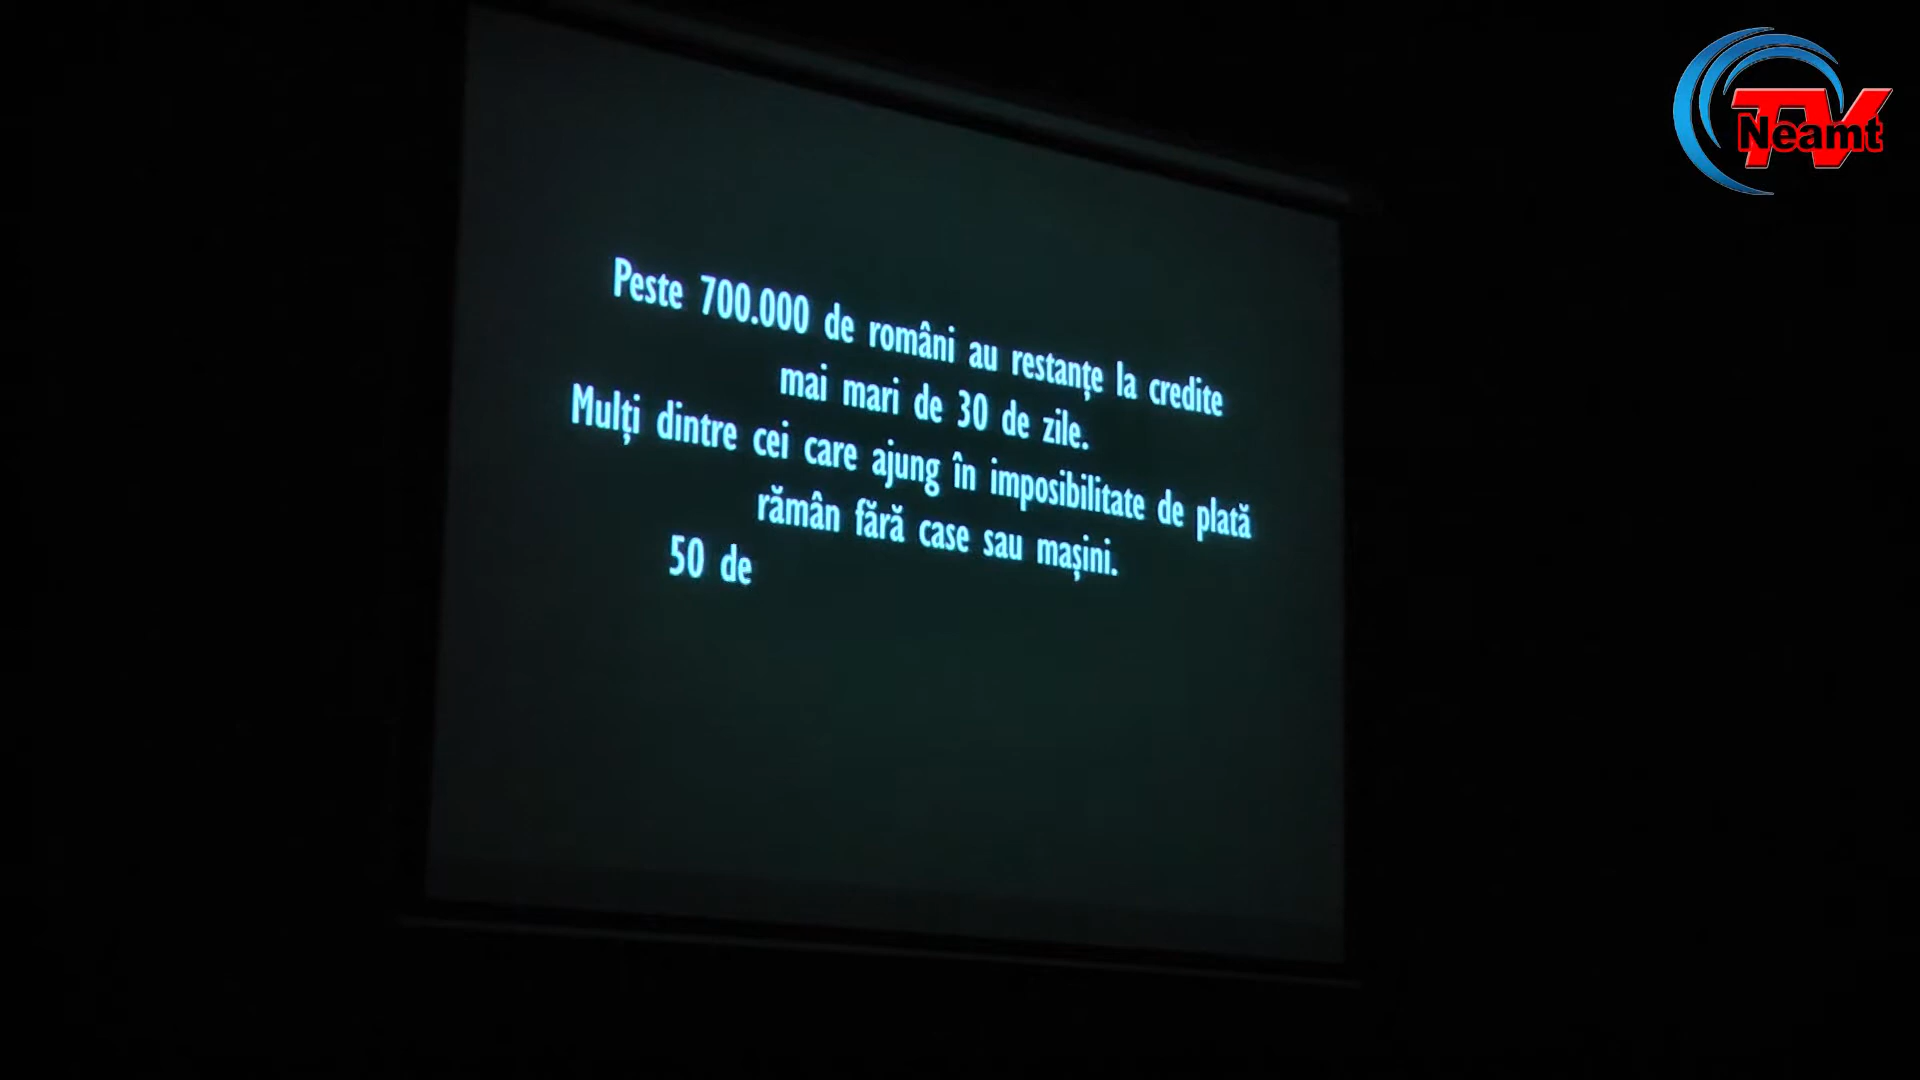 TV
Neamt
Peste 700.000 de români au restanțe la credite
mai mari de 30 de zile.
Mulți dintre cei care ajung în imposibilitate de plată
rămân fără case sau mașini.
50 de